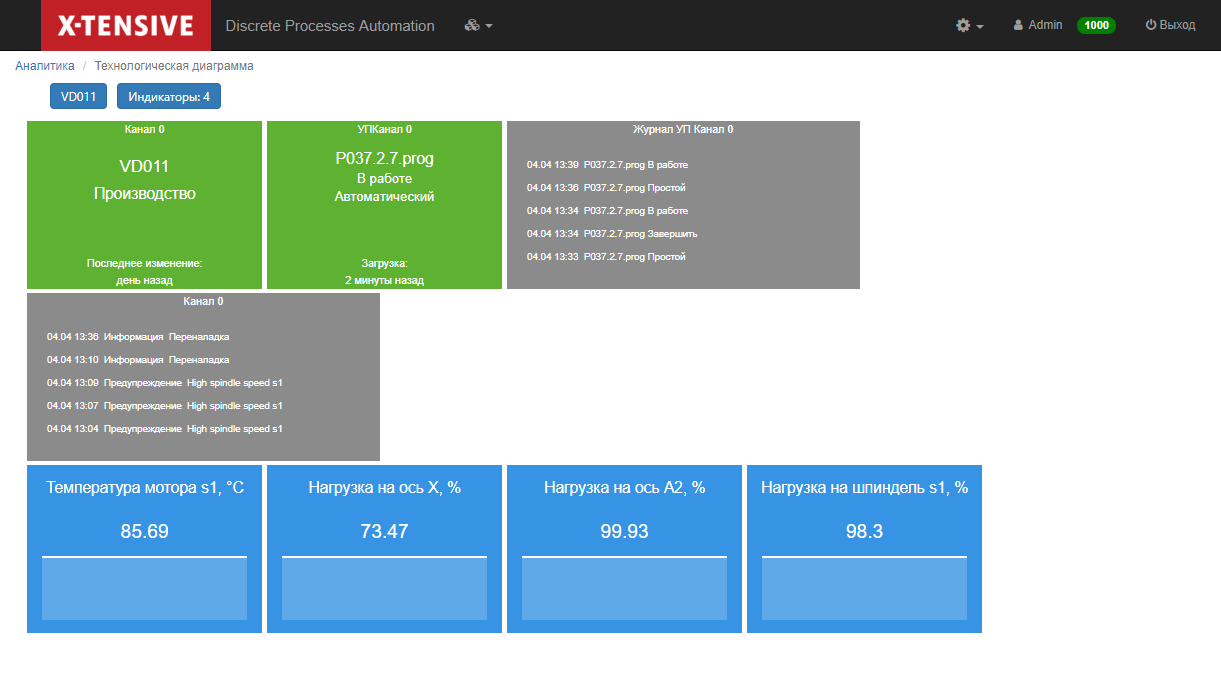 X-TENSIVE Discrete Processes Automation Admin 1000 Выход
Аналитика / Технологическая диаграмма
VD011 Индикаторы: 4
Канал 0
VD011
Производство
Последнее изменение:
день назад
УПКанал 0
P037.2.7.prog
В работе
Автоматический
Загрузка:
2 минуты назад
Журнал УП Канал 0
04.04 13:39 P037.2.7.prog В работе
04.04 13:36 P037.2.7.prog Простой
04.04 13:34 P037.2.7.prog В работе
04.04 13:34 P037.2.7.prog Завершить
04.04 13:33 P037.2.7.prog Простой
Канал 0
04.04 13:36 Информация Переналадка
04.04 13:10 Информация Переналадка
04.04 13:09 Предупреждение High spindle speed s1
04.04 13:07 Предупреждение High spindle speed s1
04.04 13:04 Предупреждение High spindle speed s1
Температура мотора s1, °C
85.69
Нагрузка на ось X, %
73.47
Нагрузка на ось A2, %
99.93
Нагрузка на шпиндель s1, %
98.3